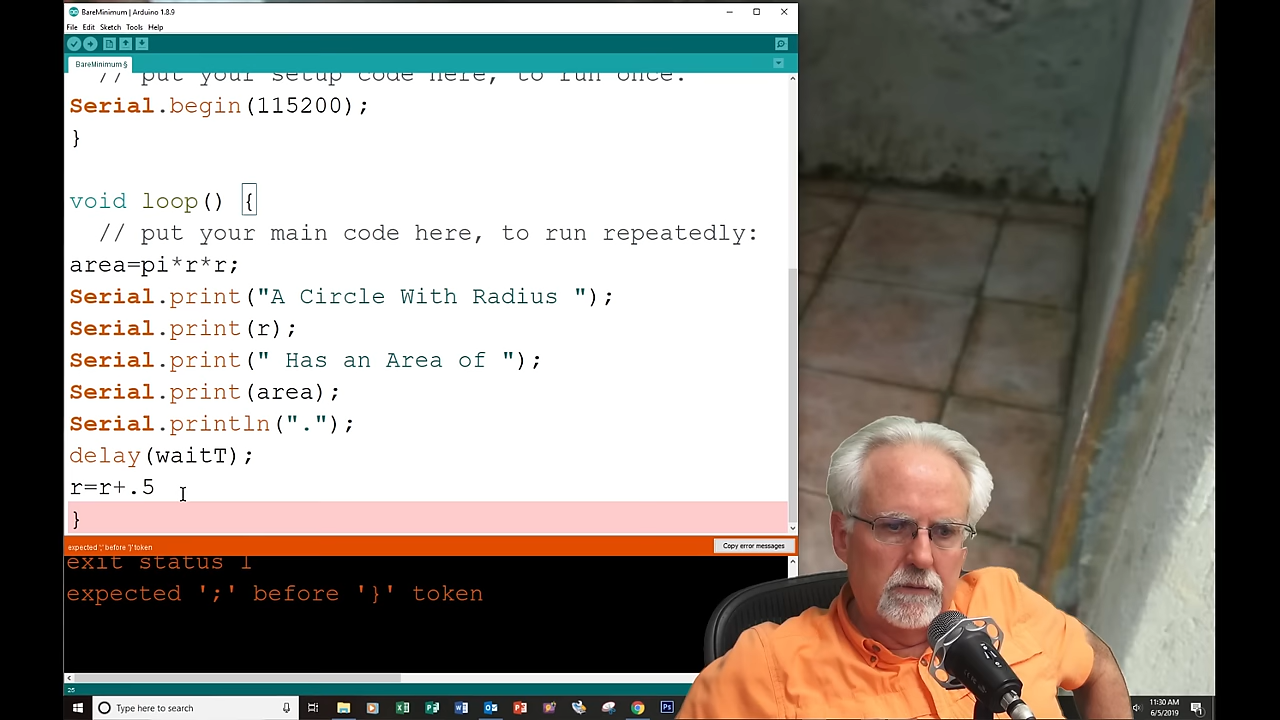 BareMinimum | Arduino 1.8.9
File Edit Sketch Tools Help
BareMinimum §
// put your setup code here, to run once:
Serial.begin(115200);
}
void loop() {
// put your main code here, to run repeatedly:
area=pi*r*r;
Serial.print("A Circle With Radius ");
Serial.print(r);
Serial.print(" Has an Area of ");
Serial.print(area);
Serial.println(".");
delay(waitT);
r=r+.5
}
expected ';' before '}' token
Copy error messages
exit status 1
expected ';' before '}' token
Type here to search
11:30 AM
6/5/2019